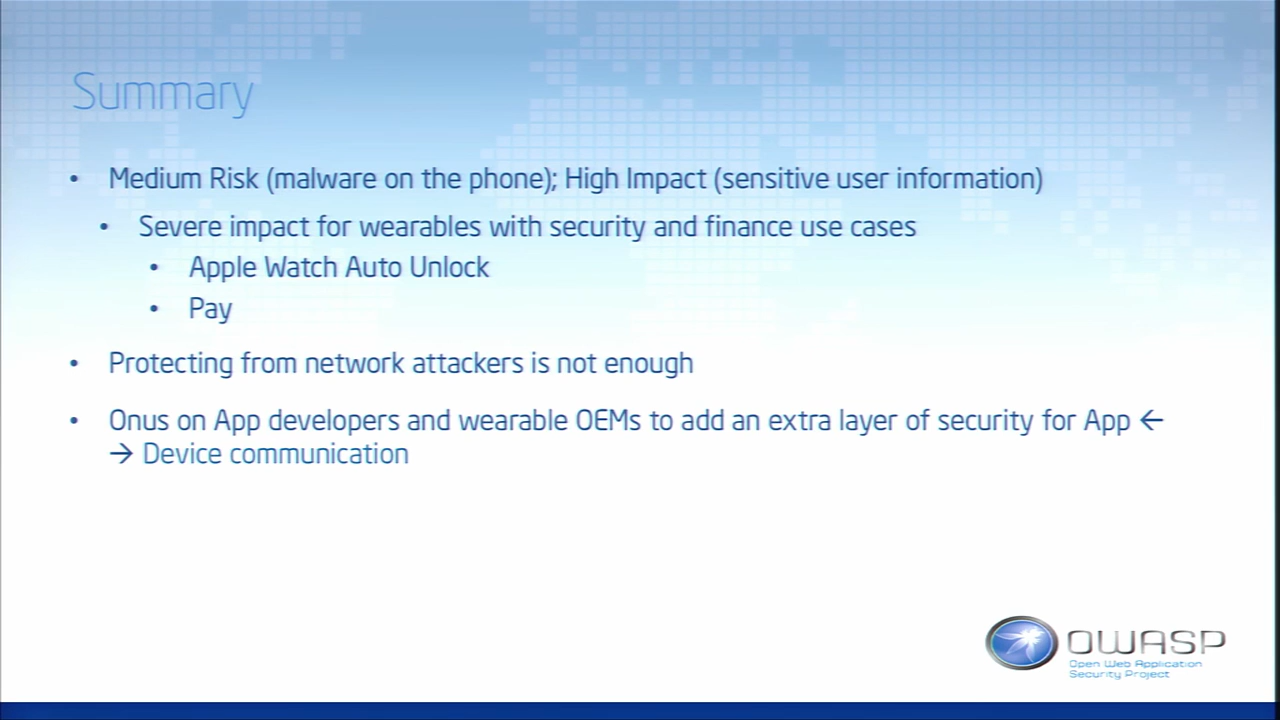 Summary
• Medium Risk (malware on the phone); High Impact (sensitive user information)
• Severe impact for wearables with security and finance use cases
• Apple Watch Auto Unlock
• Pay
• Protecting from network attackers is not enough
• Onus on App developers and wearable OEMs to add an extra layer of security for App ←
→ Device communication
OWASP
Open Web Application
Security Project